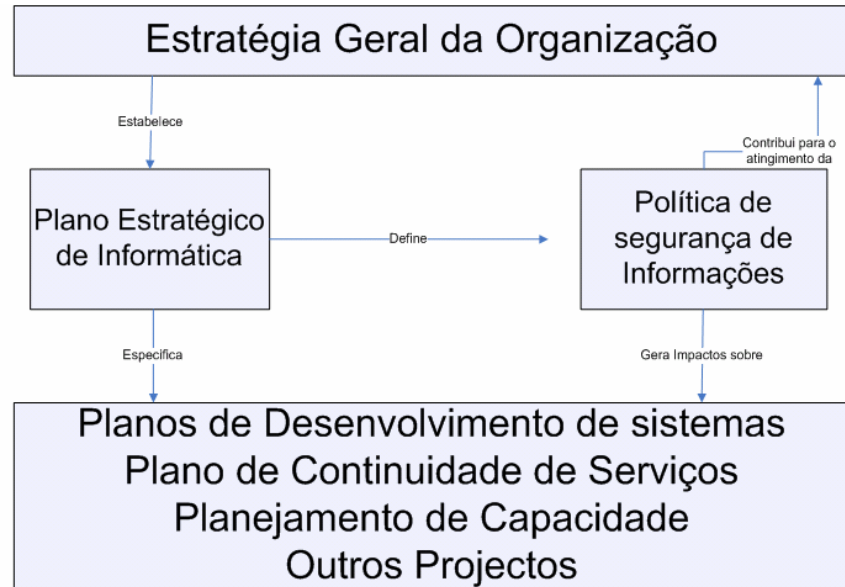 Estratégia Geral da Organização
Estabelece
Contribui para o
atingimento da
Plano Estratégico
de Informática
Define
Política de
segurança de
Informações
Especifica
Gera Impactos sobre
Planos de Desenvolvimento de sistemas
Plano de Continuidade de Serviços
Planejamento de Capacidade
Outros Projectos